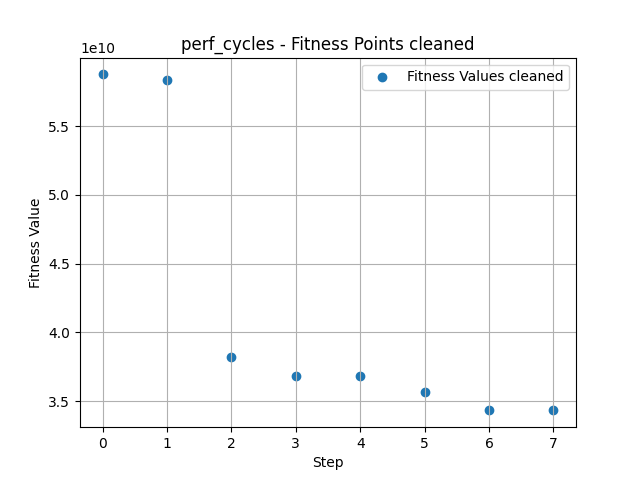 perf_cycles - Fitness Points cleaned
1e10
Fitness Values cleaned
5.5
5.0
4.5
4.0
3.5
Fitness Value
0 1 2 3 4 5 6 7
Step